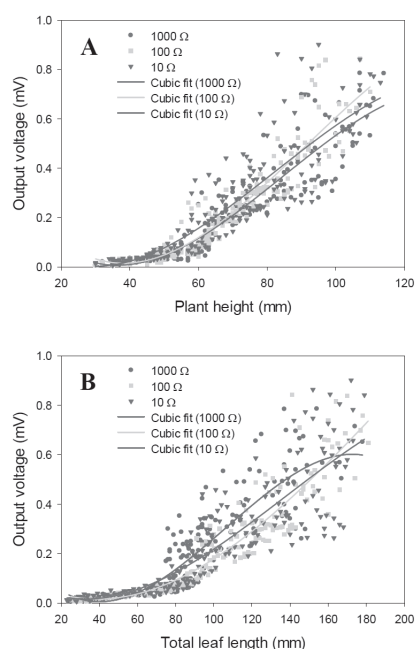 A
1000 Ω
100 Ω
10 Ω
Cubic fit (1000 Ω)
Cubic fit (100 Ω)
Cubic fit (10 Ω)
Output voltage (mV)
1.0
0.8
0.6
0.4
0.2
0.0
20 40 60 80 100 120
Plant height (mm)
B
1000 Ω
100 Ω
10 Ω
Cubic fit (1000 Ω)
Cubic fit (100 Ω)
Cubic fit (10 Ω)
Output voltage (mV)
1.0
0.8
0.6
0.4
0.2
0.0
20 40 60 80 100 120 140 160 180 200
Total leaf length (mm)